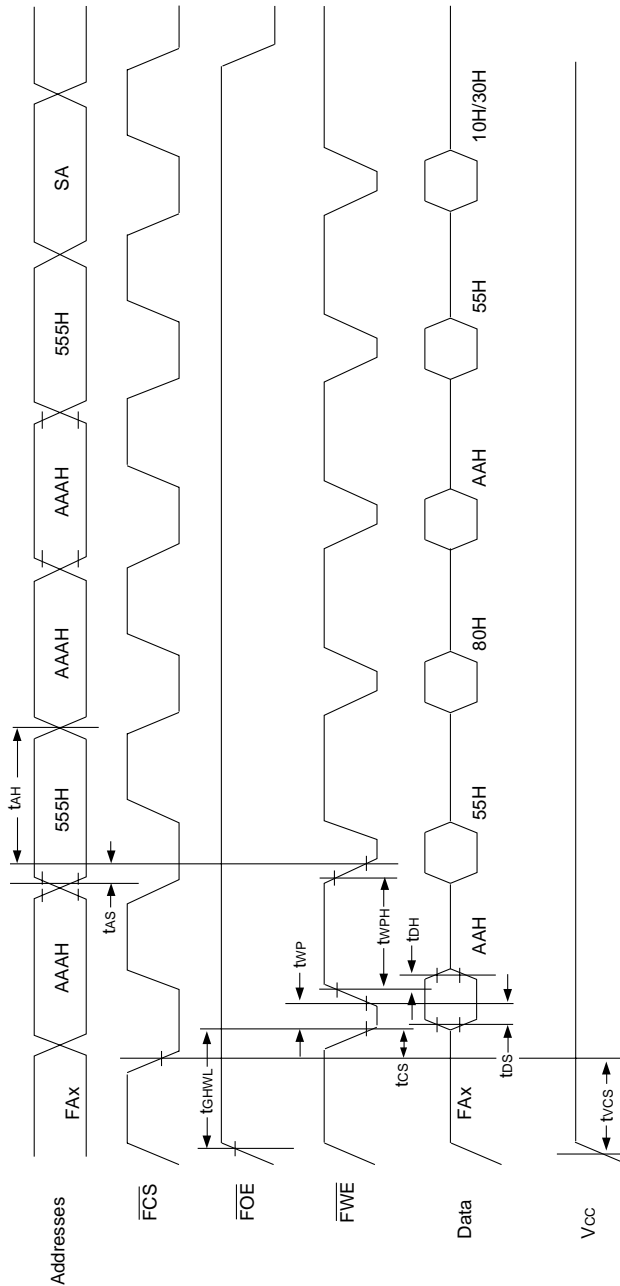 Addresses
FAx
AAAH
555H
AAAH
AAAH
555H
SA
tAS
tAH
FCS
FOE
tGHWL
FWE
tCS
tWP
tWPH
Data
FAx
AAH
55H
80H
AAH
55H
10H/30H
tDS
tDH
Vcc
tVCS